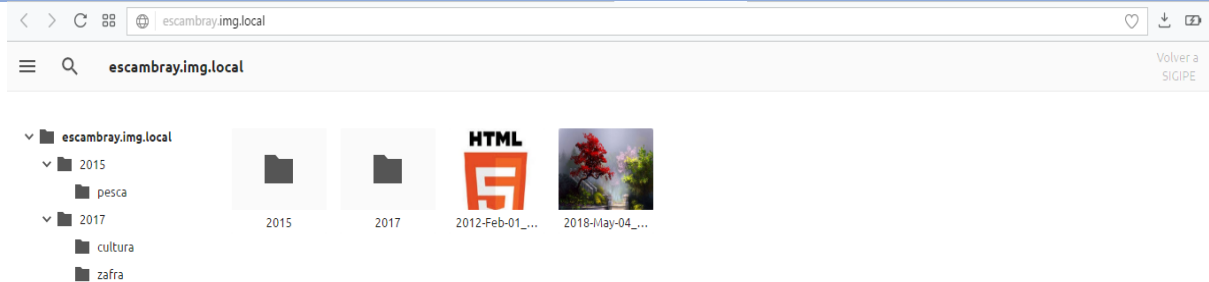 escambray.img.local
escambray.img.local
Volver a
SIGIPE
escambray.img.local
2015
pesca
2017
cultura
zafra
HTML
5
2015
2017
2012-Feb-01_...
2018-May-04_...